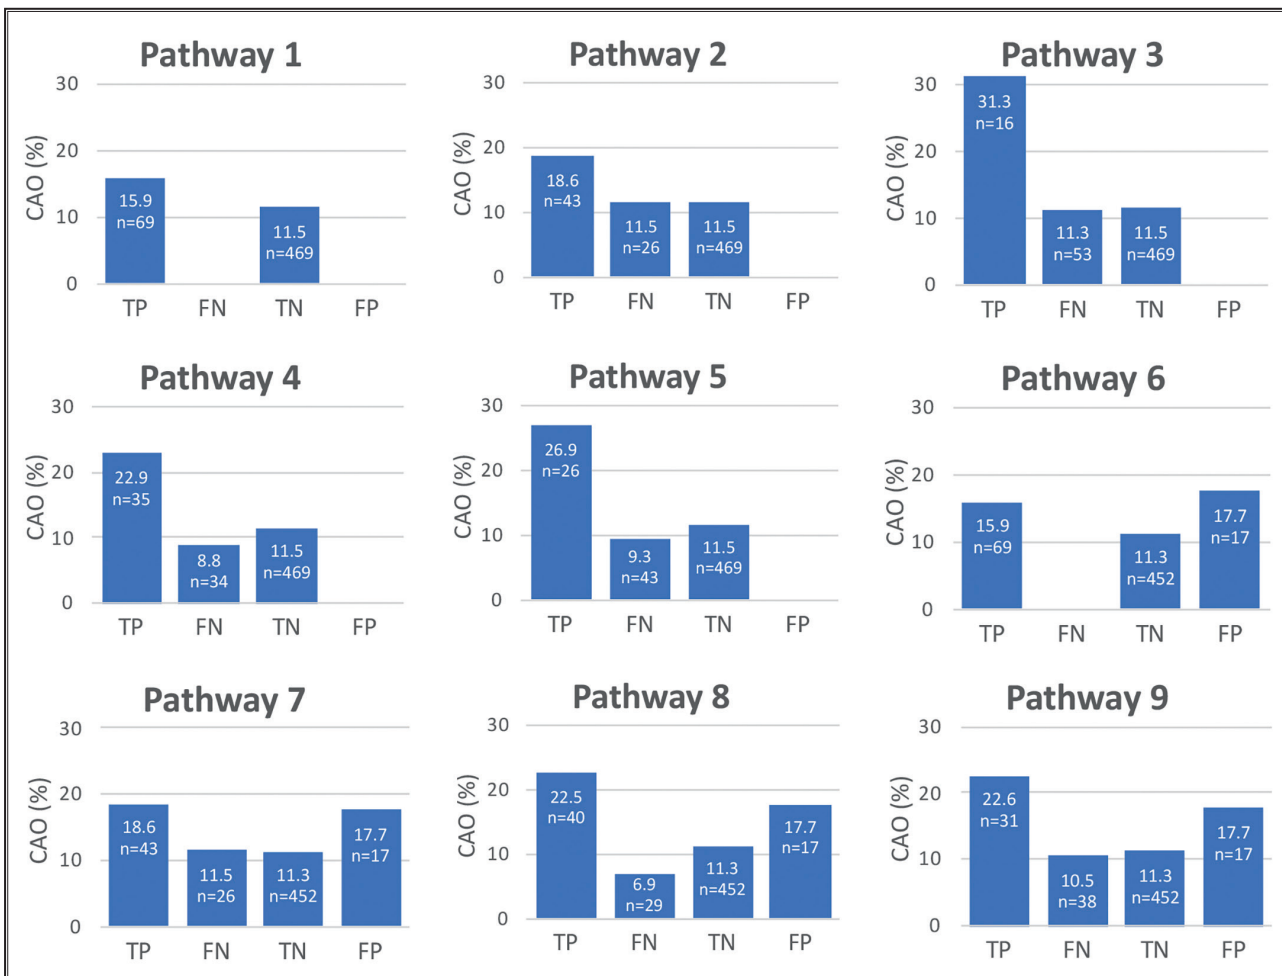 Pathway 1
30
20
10
0
CAO (%)
15.9
n=69
11.5
n=469
TP FN TN FP
Pathway 2
30
20
10
0
CAO (%)
18.6
n=43
11.5
n=26
11.5
n=469
TP FN TN FP
Pathway 3
30
20
10
0
CAO (%)
31.3
n=16
11.3
n=53
11.5
n=469
TP FN TN FP
Pathway 4
30
20
10
0
CAO (%)
22.9
n=35
8.8
n=34
11.5
n=469
TP FN TN FP
Pathway 5
30
20
10
0
CAO (%)
26.9
n=26
9.3
n=43
11.5
n=469
TP FN TN FP
Pathway 6
30
20
10
0
CAO (%)
15.9
n=69
11.3
n=452
17.7
n=17
TP FN TN FP
Pathway 7
30
20
10
0
CAO (%)
18.6
n=43
11.5
n=26
11.3
n=452
17.7
n=17
TP FN TN FP
Pathway 8
30
20
10
0
CAO (%)
22.5
n=40
6.9
n=29
11.3
n=452
17.7
n=17
TP FN TN FP
Pathway 9
30
20
10
0
CAO (%)
22.6
n=31
10.5
n=38
11.3
n=452
17.7
n=17
TP FN TN FP